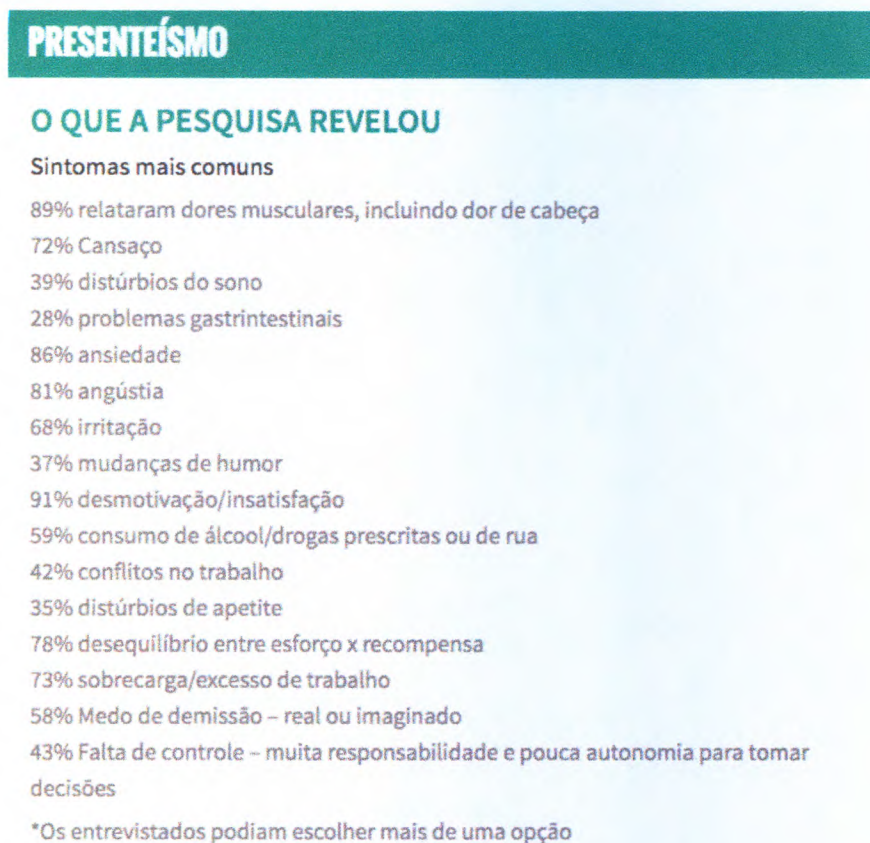 PRESENTEÍSMO
O QUE A PESQUISA REVELOU
Sintomas mais comuns
89% relataram dores musculares, incluindo dor de cabeça
72% Cansaço
39% distúrbios do sono
28% problemas gastrintestinais
86% ansiedade
81% angústia
68% irritação
37% mudanças de humor
91% desmotivação/insatisfação
59% consumo de álcool/drogas prescritas ou de rua
42% conflitos no trabalho
35% distúrbios de apetite
78% desequilíbrio entre esforço x recompensa
73% sobrecarga/excesso de trabalho
58% Medo de demissão – real ou imaginado
43% Falta de controle – muita responsabilidade e pouca autonomia para tomar
decisões
*Os entrevistados podiam escolher mais de uma opção